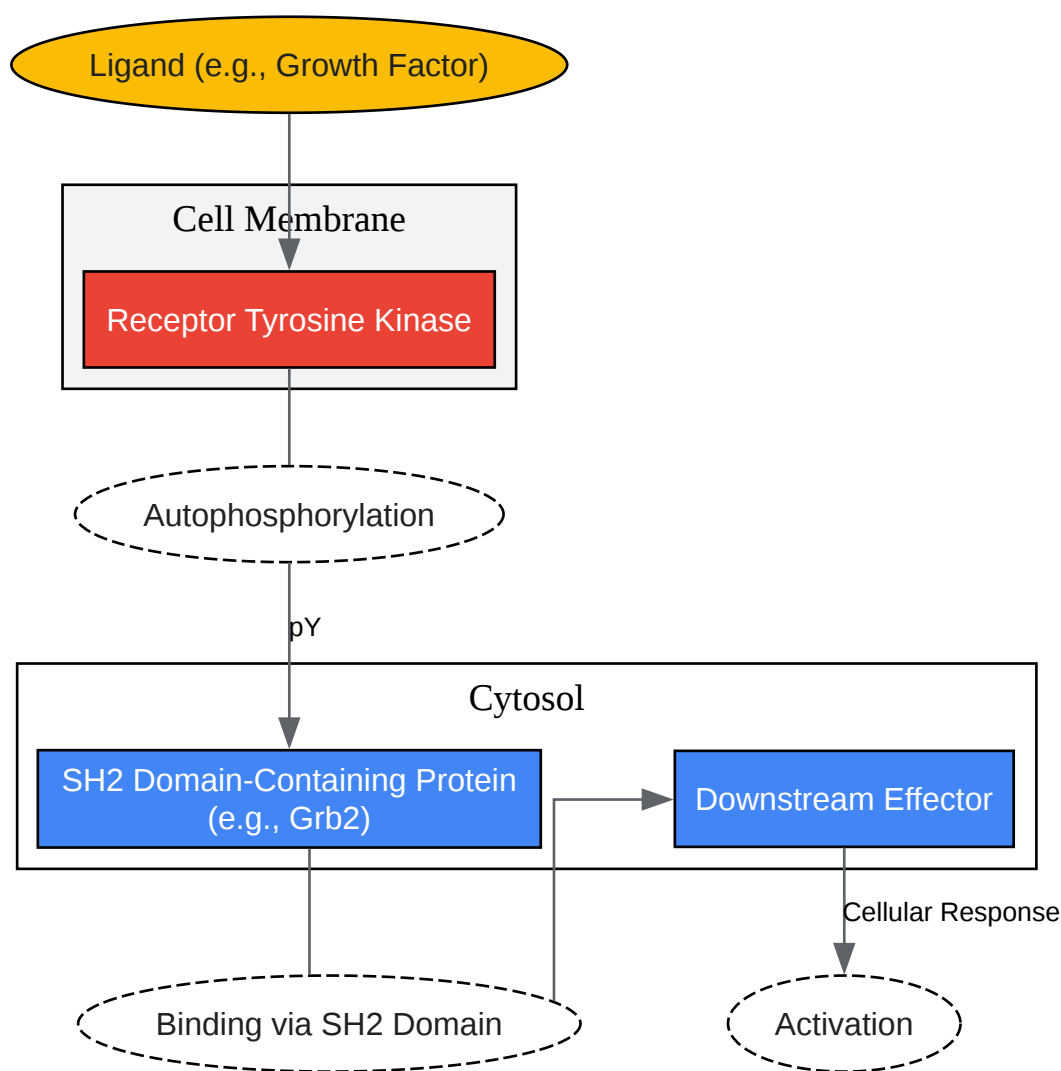 Ligand (e.g., Growth Factor)
Cell Membrane
Receptor Tyrosine Kinase
Autophosphorylation
pY
Cytosol
SH2 Domain-Containing Protein
(e.g., Grb2)
Downstream Effector
Cellular Response
Binding via SH2 Domain
Activation